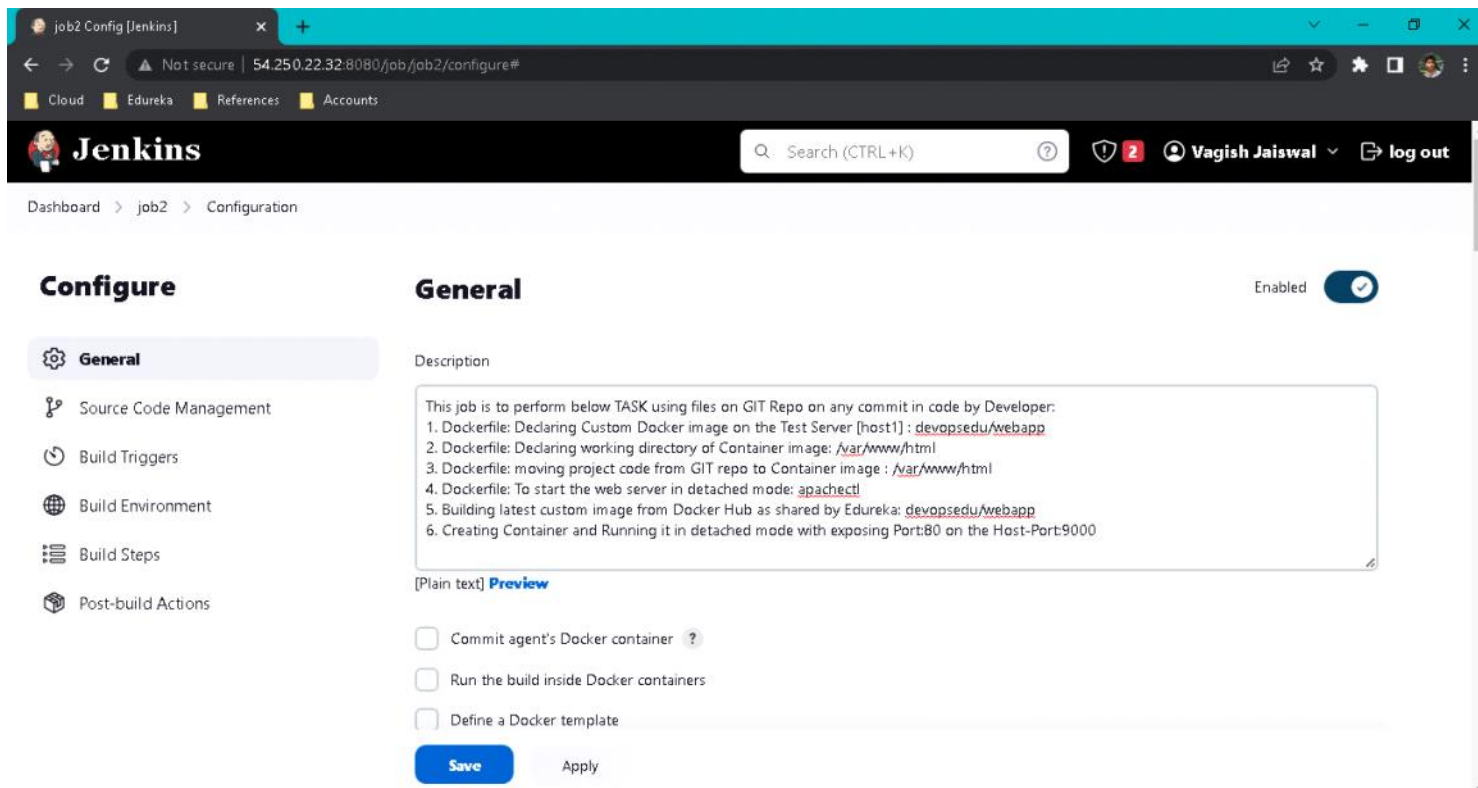 job2 Config [Jenkins]
Not secure | 54.250.22.32:8080/job/job2/configure#
Cloud Edureka References Accounts
Jenkins Search (CTRL+K) ? 2 Vagish Jaiswal log out
Dashboard > job2 > Configuration
Configure
General
Source Code Management
Build Triggers
Build Environment
Build Steps
Post-build Actions
General Enabled
Description
This job is to perform below TASK using files on GIT Repo on any commit in code by Developer:
1. Dockerfile: Declaring Custom Docker image on the Test Server [host1] : devopsedu/webapp
2. Dockerfile: Declaring working directory of Container image: /var/www/html
3. Dockerfile: moving project code from GIT repo to Container image : /var/www/html
4. Dockerfile: To start the web server in detached mode: apachectl
5. Building latest custom image from Docker Hub as shared by Edureka: devopsedu/webapp
6. Creating Container and Running it in detached mode with exposing Port:80 on the Host-Port:9000
[Plain text] Preview
Commit agent's Docker container ?
Run the build inside Docker containers
Define a Docker template
Save Apply